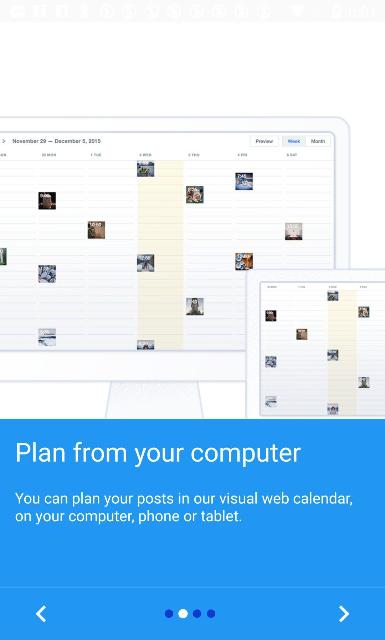 November 29 — December 5, 2015
Preview
Week
Month
30 MON
1 TUE
2 WED
3 THU
4 FRI
5 SAT
Plan from your computer
You can plan your posts in our visual web calendar,
on your computer, phone or tablet.